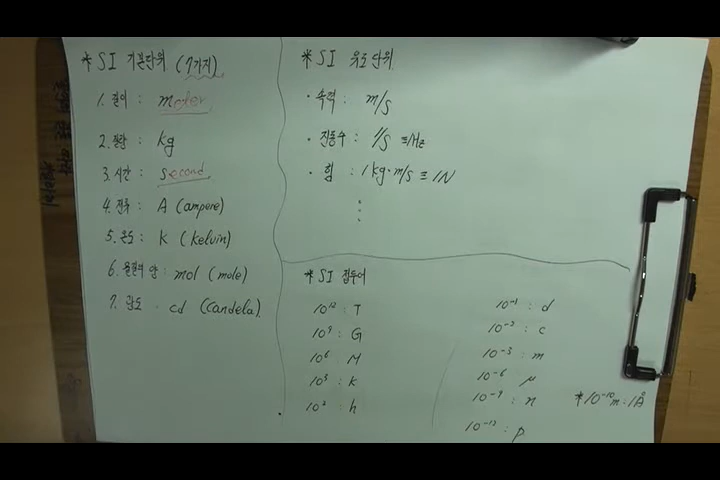 * SI 기본단위 (7가지)
1. 길이 : meter
2. 질량 : kg
3. 시간 : second
4. 전류 : A (ampere)
5. 온도 : K (kelvin)
6. 물질의 양 : mol (mole)
7. 광도 : cd (Candela)
* SI 유도단위
· 속력 : m/s
· 진동수 : 1/s ≡ 1Hz
· 힘 : 1 kg·m/s ≡ 1N
⋮
* SI 접두어
10¹² : T
10⁹ : G
10⁶ : M
10³ : k
10² : h
10⁻¹ : d
10⁻² : c
10⁻³ : m
10⁻⁶ : μ
10⁻⁹ : n
10⁻¹² : p
* 10⁻¹⁰m : 1Å